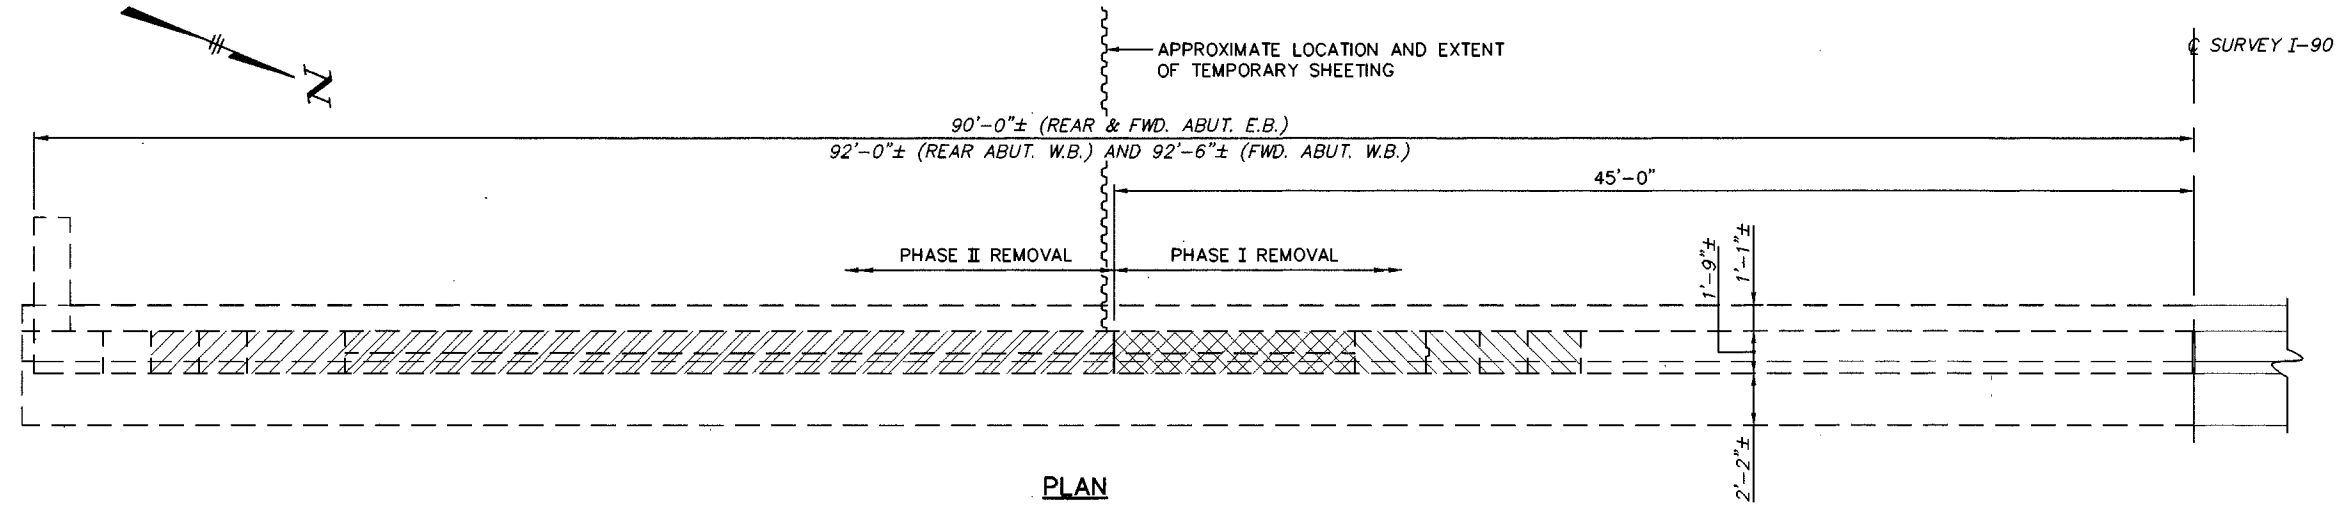 APPROXIMATE LOCATION AND EXTENT
OF TEMPORARY SHEETING
℄ SURVEY I-90
N
90'-0"± (REAR & FWD. ABUT. E.B.)
92'-0"± (REAR ABUT. W.B.) AND 92'-6"± (FWD. ABUT. W.B.)
45'-0"
PHASE II REMOVAL
PHASE I REMOVAL
1'-9"±
1'-1"±
2'-2"±
PLAN